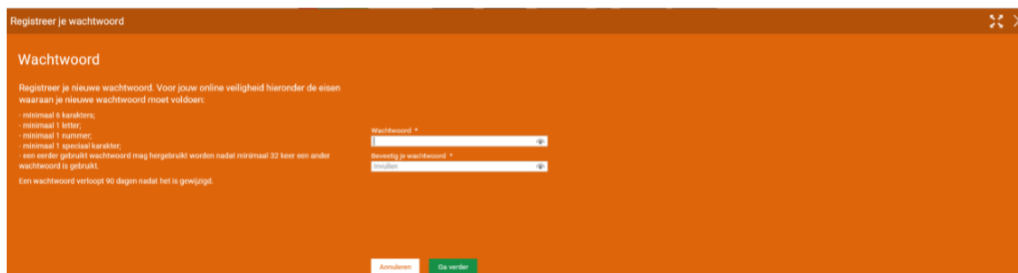 Registreer je wachtwoord
Wachtwoord
Registreer je nieuwe wachtwoord. Voor jouw online veiligheid hieronder de eisen
waaraan je nieuwe wachtwoord moet voldoen:
- minimaal 6 karakters;
- minimaal 1 letter;
- minimaal 1 nummer;
- minimaal 1 speciaal karakter;
- een eerder gebruikt wachtwoord mag hergebruikt worden nadat minimaal 32 keer een ander
wachtwoord is gebruikt.
Een wachtwoord verloopt 90 dagen nadat het is gewijzigd.
Wachtwoord *
Bevestig je wachtwoord *
Invullen
Annuleren
Ga verder